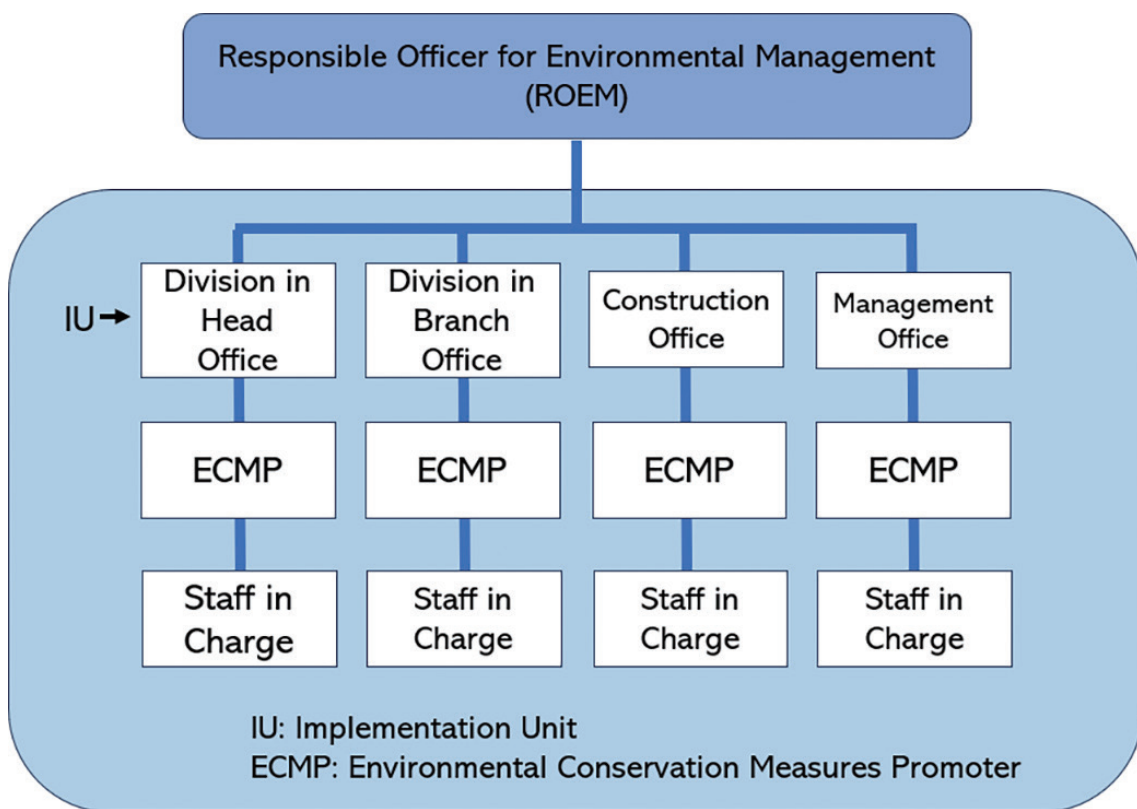 Responsible Officer for Environmental Management
(ROEM)
IU
Division in
Head
Office
Division in
Branch
Office
Construction
Office
Management
Office
ECMP
ECMP
ECMP
ECMP
Staff in
Charge
Staff in
Charge
Staff in
Charge
Staff in
Charge
IU: Implementation Unit
ECMP: Environmental Conservation Measures Promoter